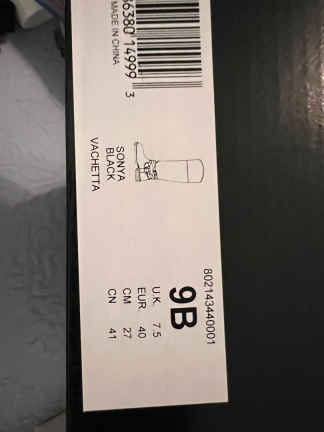 6380 14999 3
MADE IN CHINA
SONYA
BLACK
VACHETTA
802143440001
9B
U.K. 7.5
EUR. 40
CM 27
CN 41